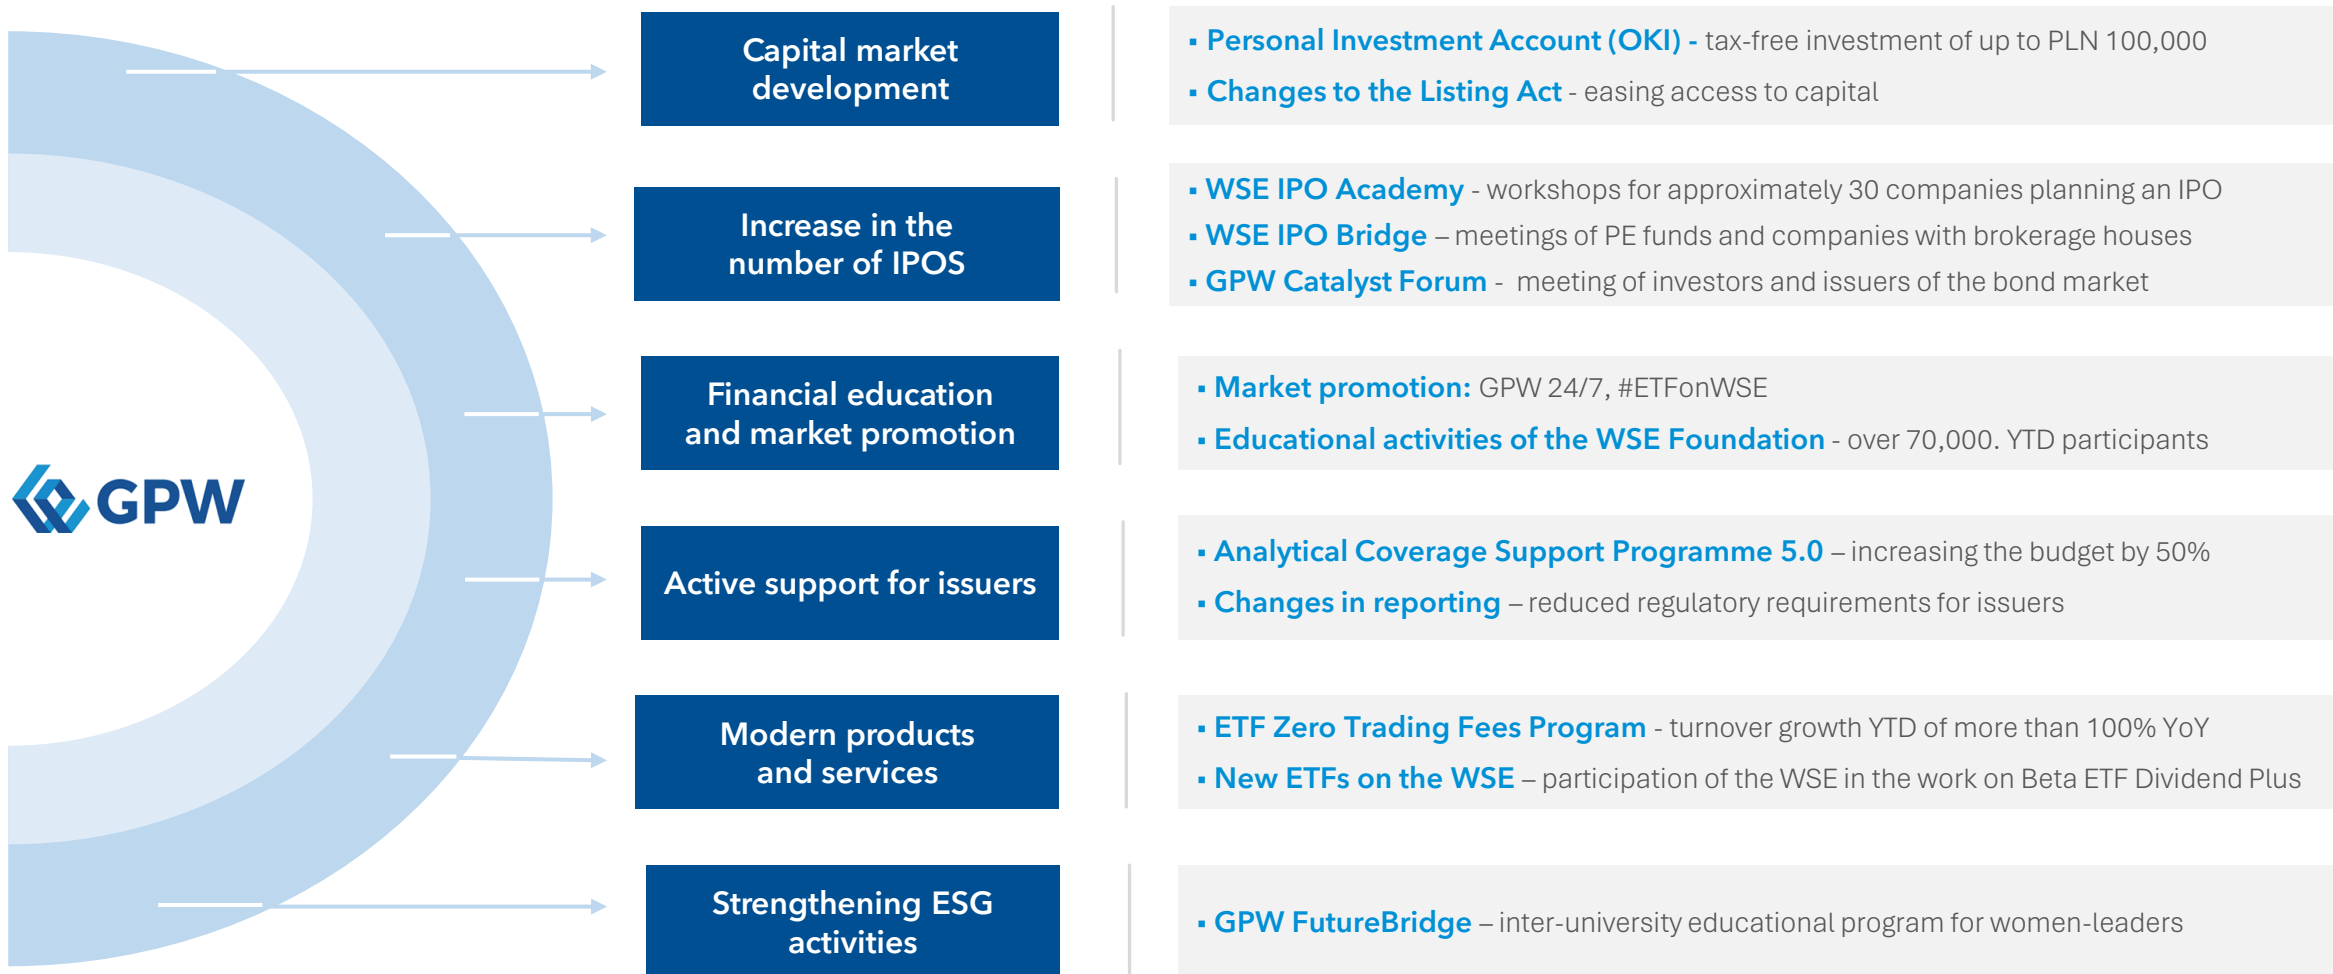 Capital market
development
▪ Personal Investment Account (OKI) - tax-free investment of up to PLN 100,000
▪ Changes to the Listing Act - easing access to capital
Increase in the
number of IPOS
▪ WSE IPO Academy - workshops for approximately 30 companies planning an IPO
▪ WSE IPO Bridge – meetings of PE funds and companies with brokerage houses
▪ GPW Catalyst Forum - meeting of investors and issuers of the bond market
Financial education
and market promotion
▪ Market promotion: GPW 24/7, #ETFonWSE
▪ Educational activities of the WSE Foundation - over 70,000. YTD participants
GPW
Active support for issuers
▪ Analytical Coverage Support Programme 5.0 – increasing the budget by 50%
▪ Changes in reporting – reduced regulatory requirements for issuers
Modern products
and services
▪ ETF Zero Trading Fees Program - turnover growth YTD of more than 100% YoY
▪ New ETFs on the WSE – participation of the WSE in the work on Beta ETF Dividend Plus
Strengthening ESG
activities
▪ GPW FutureBridge – inter-university educational program for women-leaders